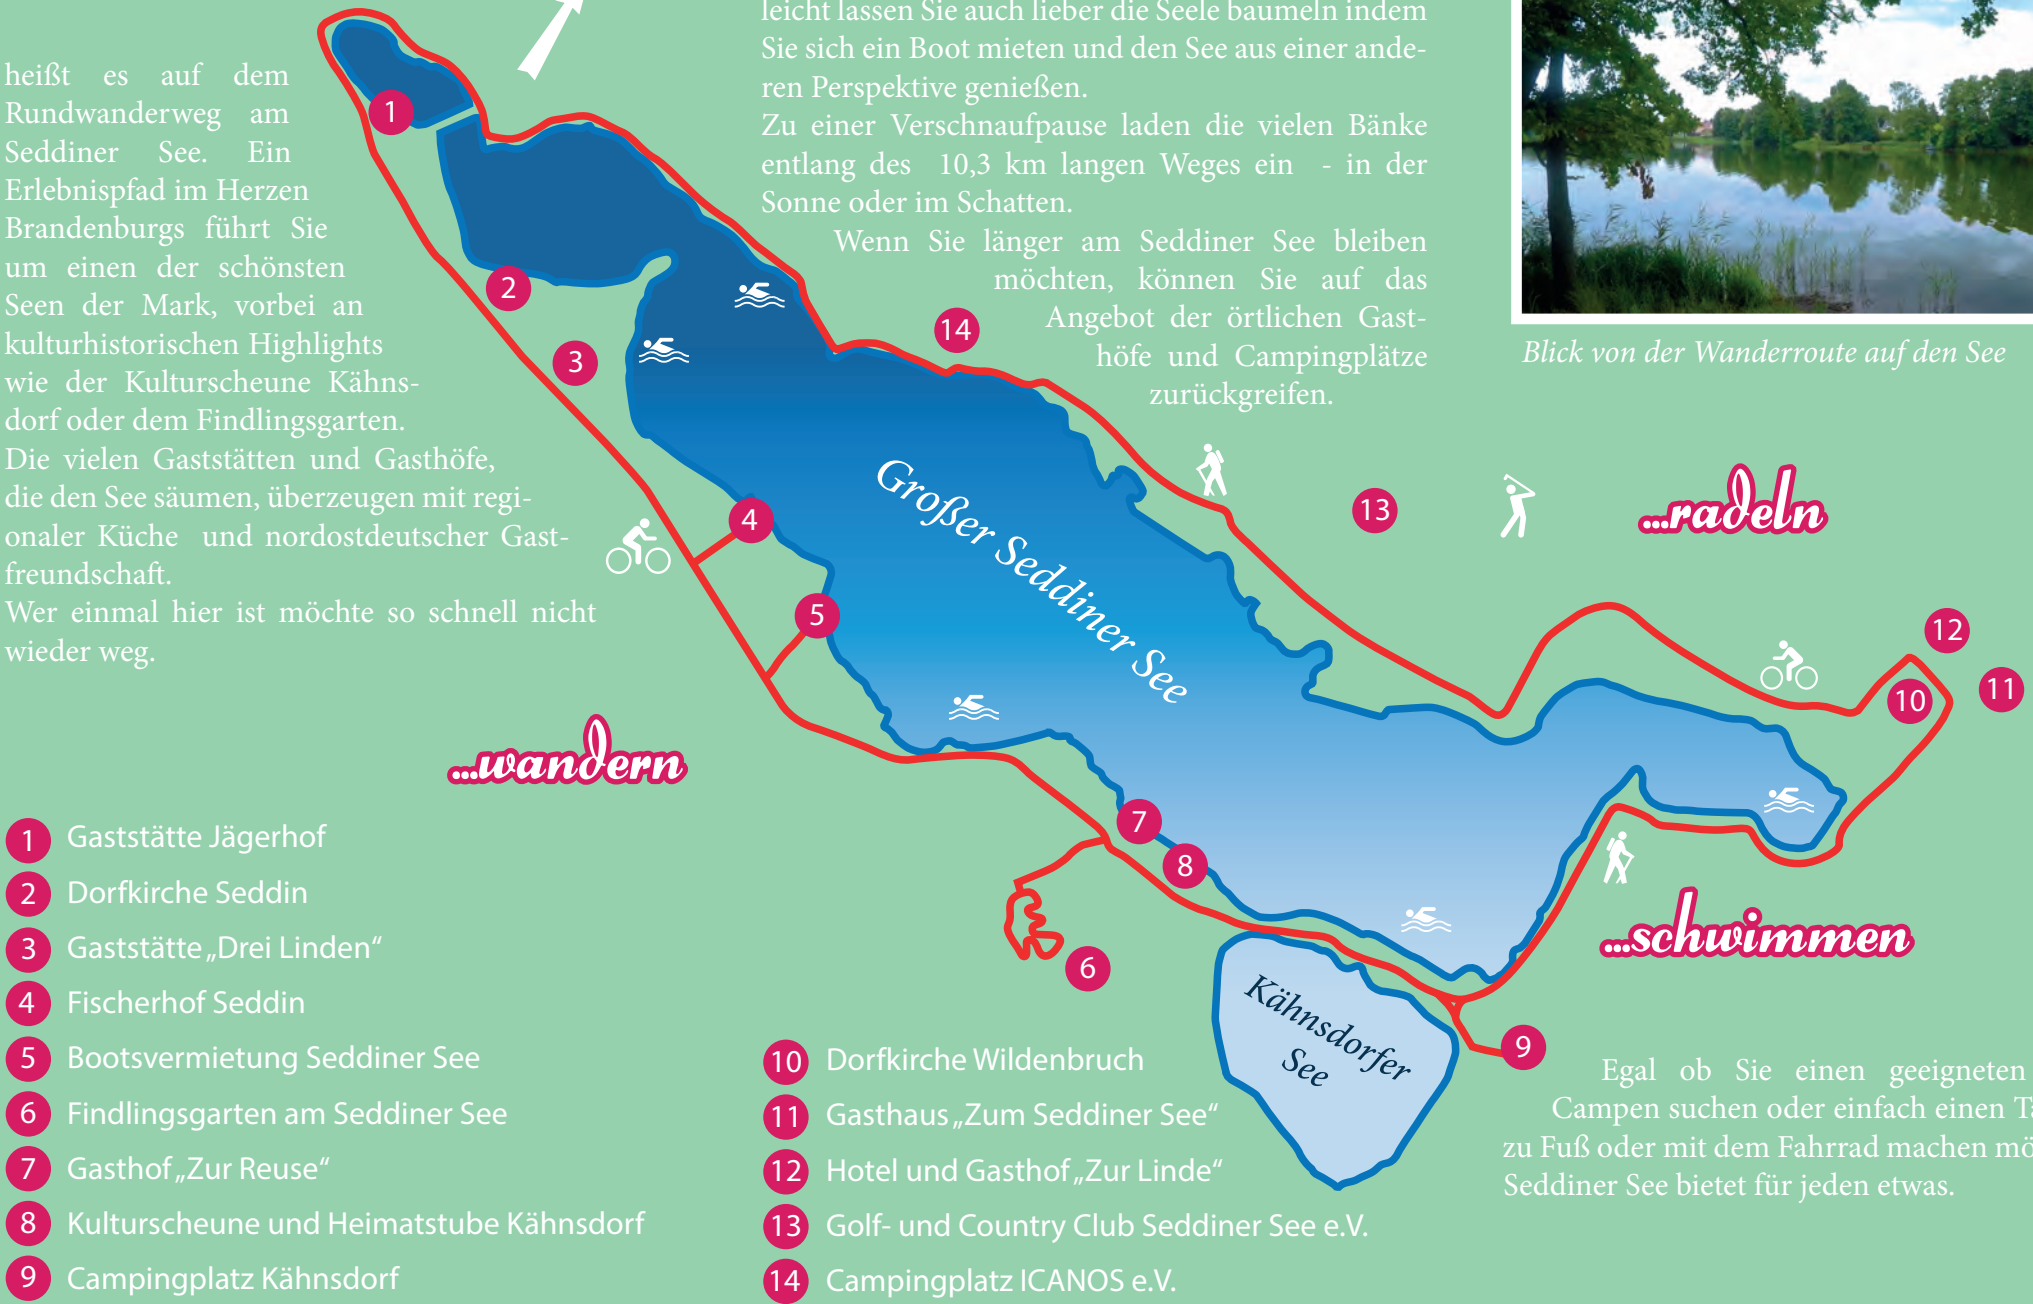 heißt es auf dem
Rundwanderweg am
Seddiner See. Ein
Erlebnispfad im Herzen
Brandenburgs führt Sie
um einen der schönsten
Seen der Mark, vorbei an
kulturhistorischen Highlights
wie der Kulturscheune Kähns-
dorf oder dem Findlingsgarten.
Die vielen Gaststätten und Gasthöfe,
die den See säumen, überzeugen mit regi-
onaler Küche und nordostdeutscher Gast-
freundschaft.
Wer einmal hier ist möchte so schnell nicht
wieder weg.
leicht lassen Sie auch lieber die Seele baumeln indem
Sie sich ein Boot mieten und den See aus einer ande-
ren Perspektive genießen.
Zu einer Verschnaufpause laden die vielen Bänke
entlang des 10,3 km langen Weges ein - in der
Sonne oder im Schatten.
Wenn Sie länger am Seddiner See bleiben
möchten, können Sie auf das
Angebot der örtlichen Gast-
höfe und Campingplätze
zurückgreifen.
Blick von der Wanderroute auf den See
1
2
3
14
4
13
5
12
11
10
7
8
6
9
Großer Seddiner See
Kähnsdorfer
See
...radeln
...wandern
...schwimmen
1 Gaststätte Jägerhof
2 Dorfkirche Seddin
3 Gaststätte „Drei Linden“
4 Fischerhof Seddin
5 Bootsvermietung Seddiner See
6 Findlingsgarten am Seddiner See
7 Gasthof „Zur Reuse“
8 Kulturscheune und Heimatstube Kähnsdorf
9 Campingplatz Kähnsdorf
10 Dorfkirche Wildenbruch
11 Gasthaus „Zum Seddiner See“
12 Hotel und Gasthof „Zur Linde“
13 Golf- und Country Club Seddiner See e.V.
14 Campingplatz ICANOS e.V.
Egal ob Sie einen geeigneten
Campen suchen oder einfach einen
zu Fuß oder mit dem Fahrrad machen
Seddiner See bietet für jeden etwas.